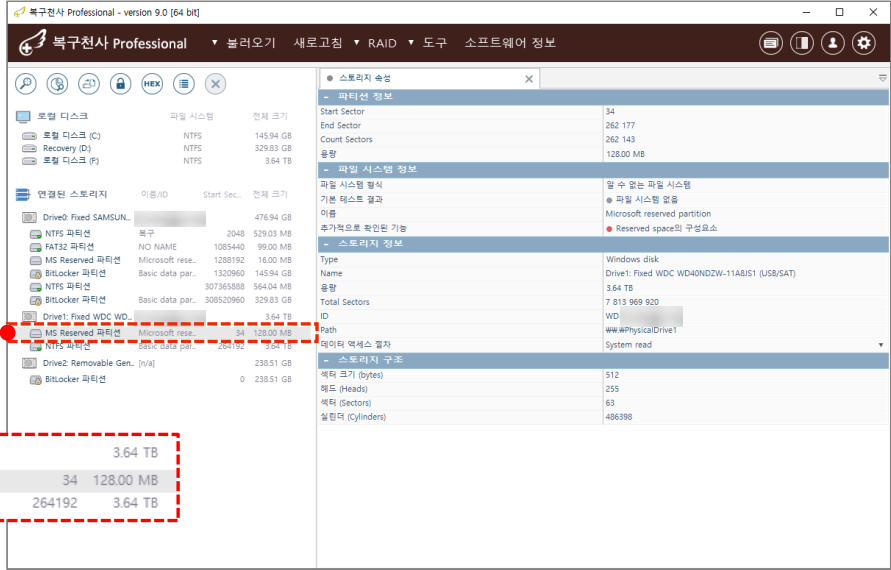 복구천사 Professional - version 9.0 [64 bit]
복구천사 Professional ▼ 불러오기 새로고침 ▼ RAID ▼ 도구 소프트웨어 정보
HEX
로컬 디스크 파일 시스템 전체 크기
로컬 디스크 (C:) NTFS 145.94 GB
Recovery (D:) NTFS 329.83 GB
로컬 디스크 (F:) NTFS 3.64 TB
연결된 스토리지 이름/ID Start Sec... 전체 크기
Drive0: Fixed SAMSUN... 476.94 GB
NTFS 파티션 복구 2048 529.03 MB
FAT32 파티션 NO NAME 1085440 99.00 MB
MS Reserved 파티션 Microsoft rese... 1288192 16.00 MB
BitLocker 파티션 Basic data par... 1320960 145.94 GB
NTFS 파티션 307365888 564.04 MB
BitLocker 파티션 Basic data par... 308520960 329.83 GB
Drive1: Fixed WDC WD... 3.64 TB
MS Reserved 파티션 Microsoft rese... 34 128.00 MB
NTFS 파티션 Basic data par... 264192 3.64 TB
Drive2: Removable Gen... [n/a] 238.51 GB
BitLocker 파티션 0 238.51 GB
3.64 TB
34 128.00 MB
264192 3.64 TB
스토리지 속성
- 파티션 정보
Start Sector 34
End Sector 262 177
Count Sectors 262 143
용량 128.00 MB
- 파일 시스템 정보
파일 시스템 형식 알 수 없는 파일 시스템
기본 테스트 결과 파일 시스템 없음
이름 Microsoft reserved partition
추가적으로 확인된 기능 Reserved space의 구성요소
- 스토리지 정보
Type Windows disk
Name Drive1: Fixed WDC WD40NDZW-11A8JS1 (USB/SAT)
용량 3.64 TB
Total Sectors 7 813 969 920
ID WD
Path ₩₩.₩PhysicalDrive1
데이터 엑세스 절차 System read
- 스토리지 구조
섹터 크기 (bytes) 512
헤드 (Heads) 255
섹터 (Sectors) 63
실린더 (Cylinders) 486398